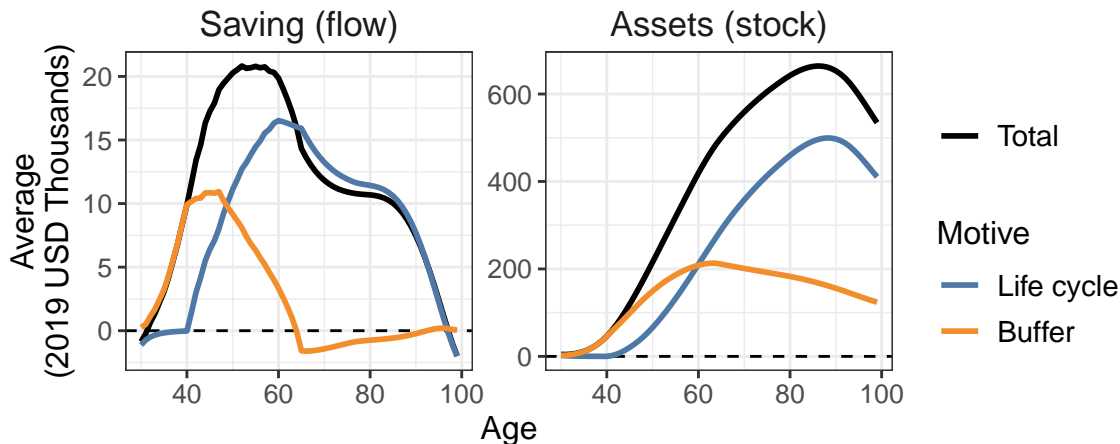 Saving (flow)
Assets (stock)
Average
(2019 USD Thousands)
20
15
10
5
0
40
60
80
100
600
400
200
0
40
60
80
100
Age
Total
Motive
Life cycle
Buffer